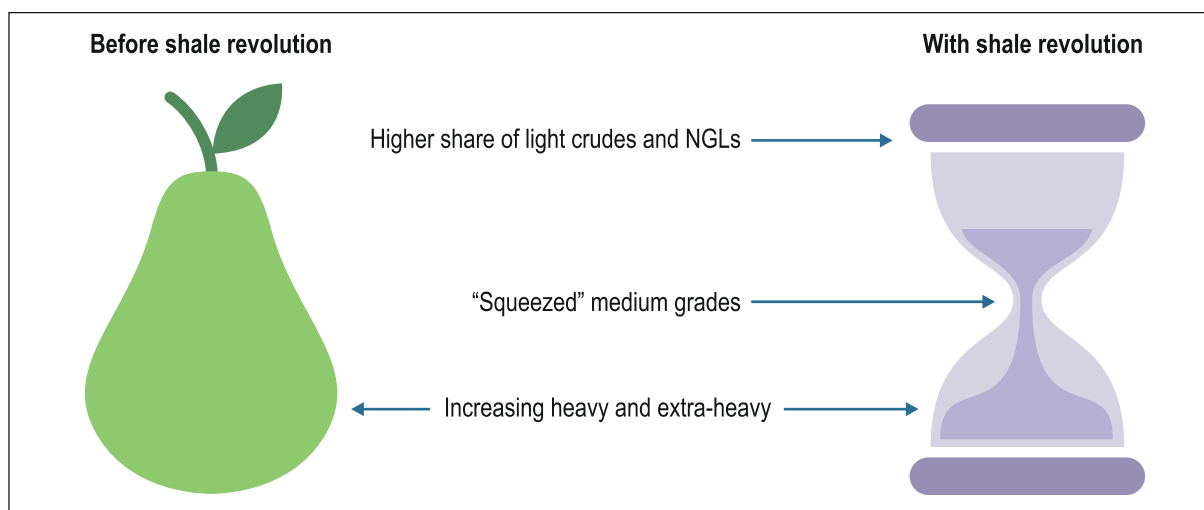 Before shale revolution
With shale revolution
Higher share of light crudes and NGLs
“Squeezed” medium grades
Increasing heavy and extra-heavy